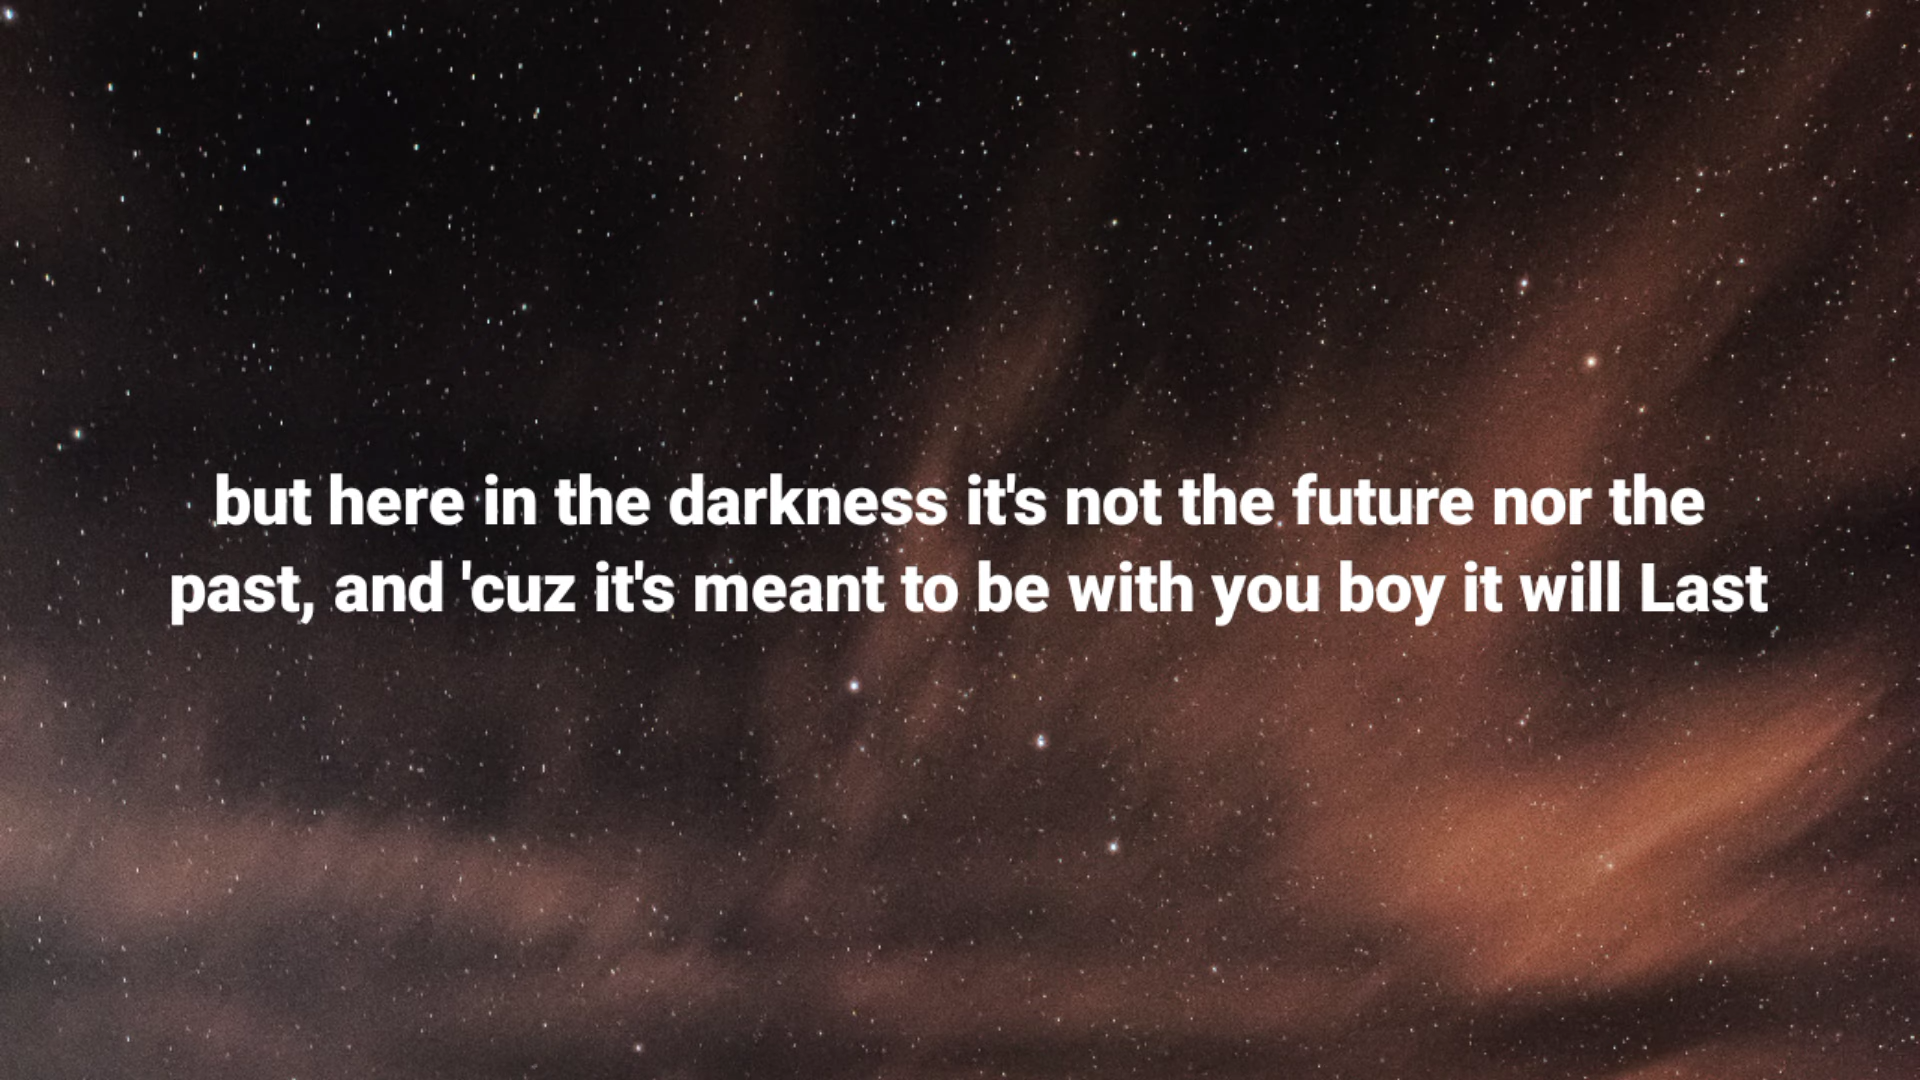 but here in the darkness it's not the future nor the
past, and 'cuz it's meant to be with you boy it will Last